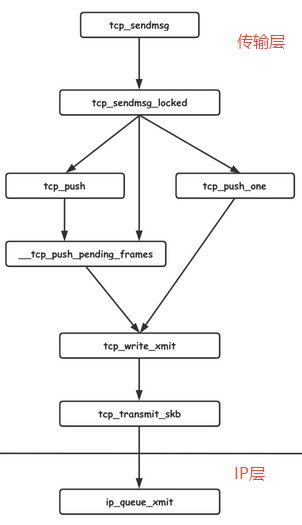 tcp_sendmsg
传输层
tcp_sendmsg_locked
tcp_push
tcp_push_one
__tcp_push_pending_frames
tcp_write_xmit
tcp_transmit_skb
IP层
ip_queue_xmit